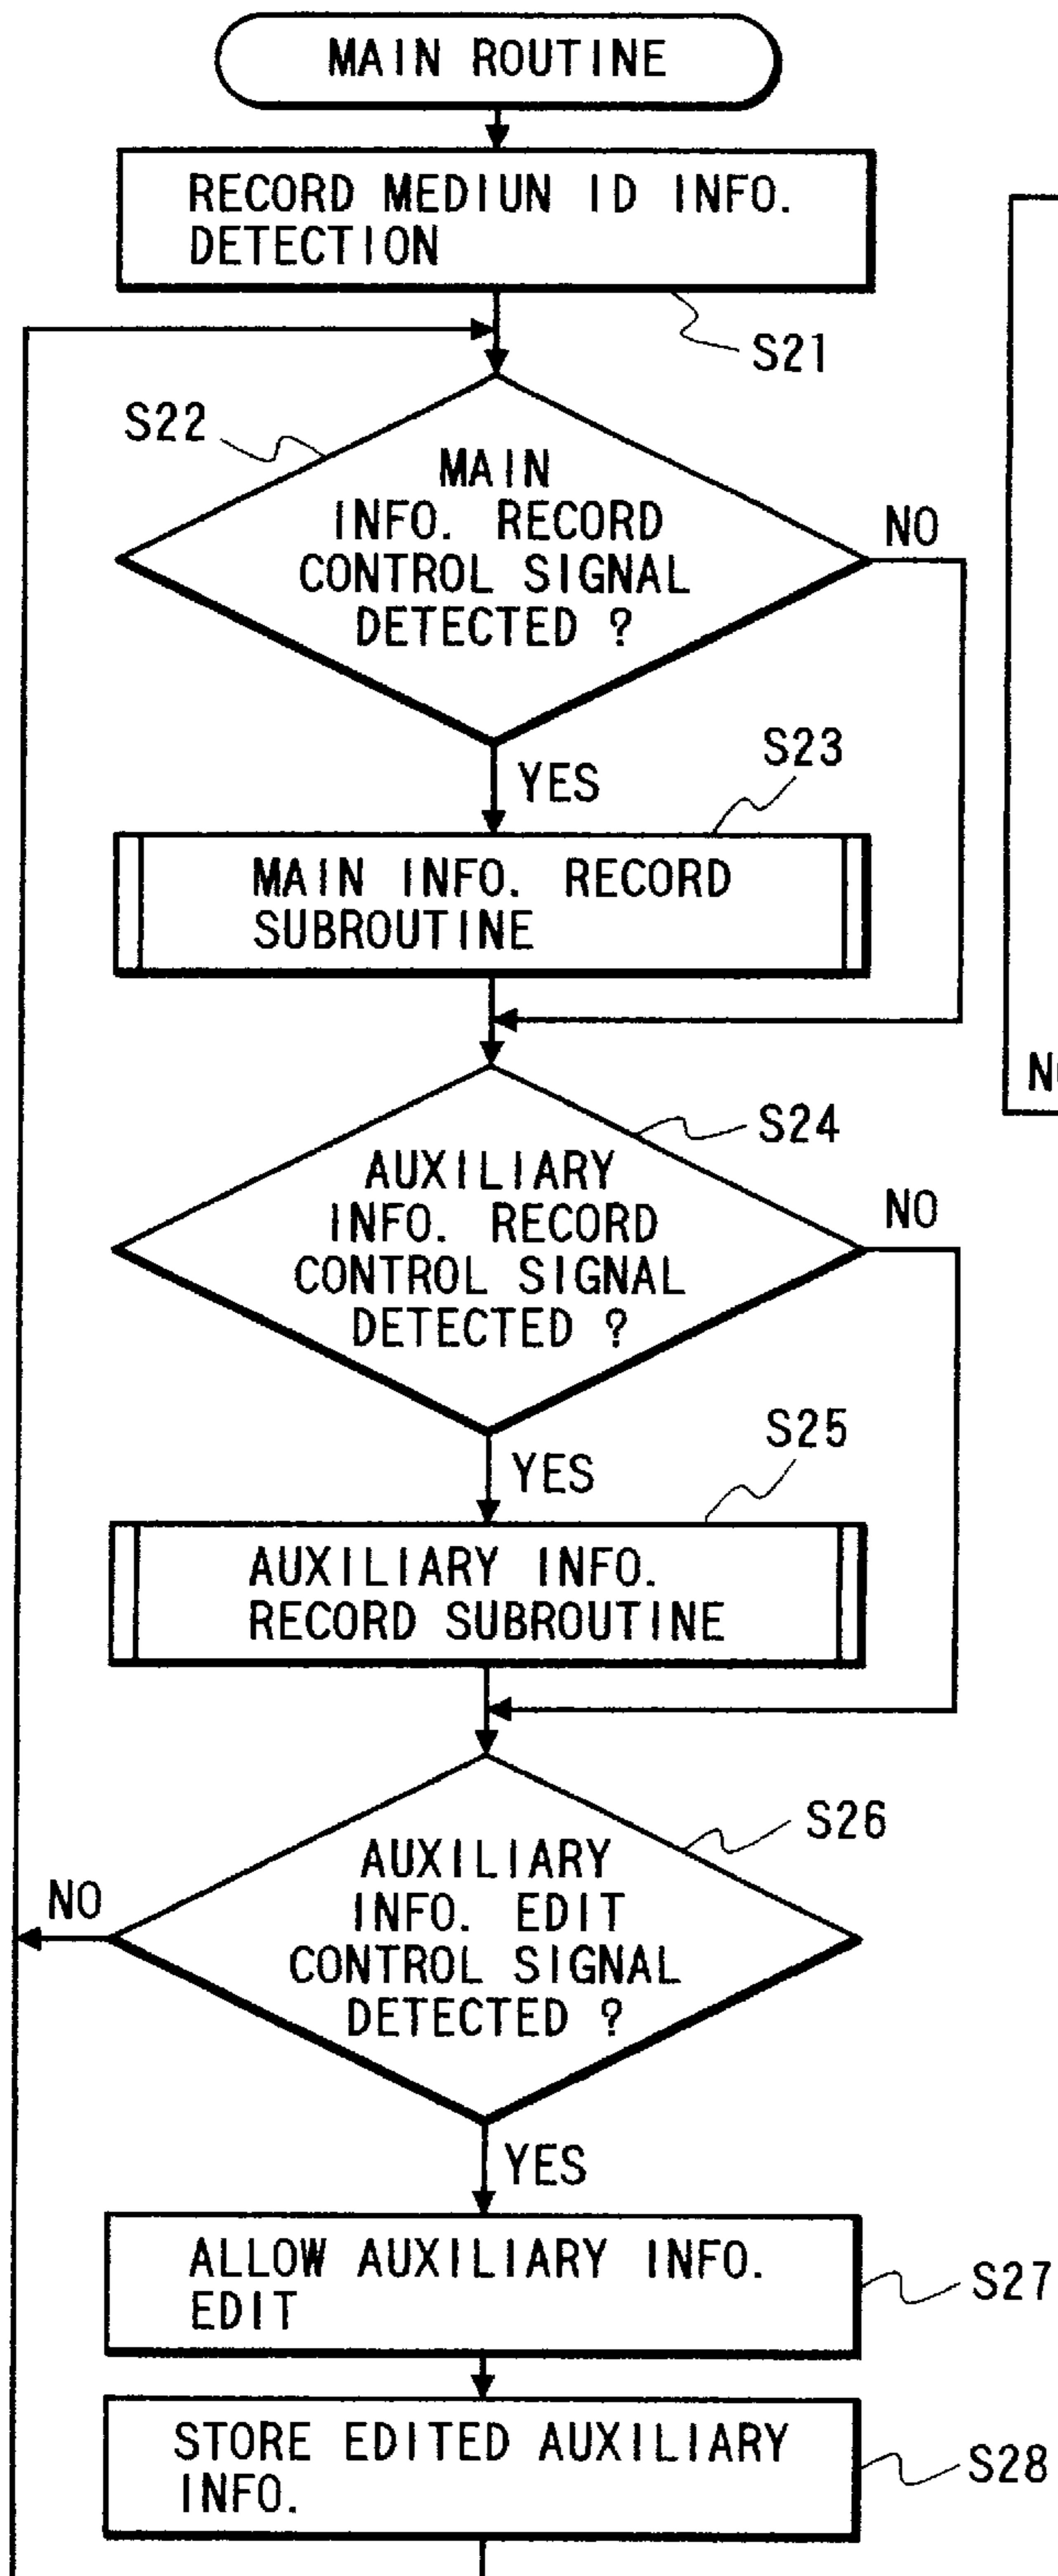 MAIN ROUTINE
RECORD MEDIUN ID INFO.
DETECTION
S21
S22
MAIN
INFO. RECORD
CONTROL SIGNAL
DETECTED ?
NO
YES
S23
MAIN INFO. RECORD
SUBROUTINE
S24
AUXILIARY
INFO. RECORD
CONTROL SIGNAL
DETECTED ?
NO
YES
S25
AUXILIARY INFO.
RECORD SUBROUTINE
S26
AUXILIARY
INFO. EDIT
CONTROL SIGNAL
DETECTED ?
NO
YES
ALLOW AUXILIARY INFO.
EDIT
S27
STORE EDITED AUXILIARY
INFO.
S28